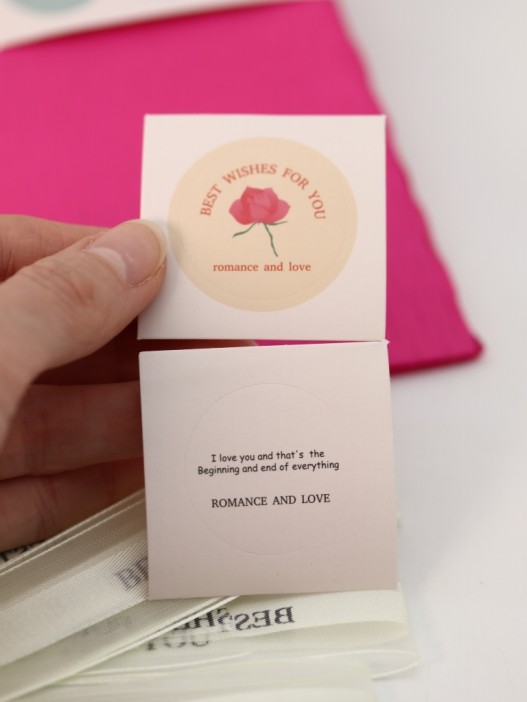 BEST WISHES FOR YOU
romance and love
I love you and that's the
Beginning and end of everything
ROMANCE AND LOVE